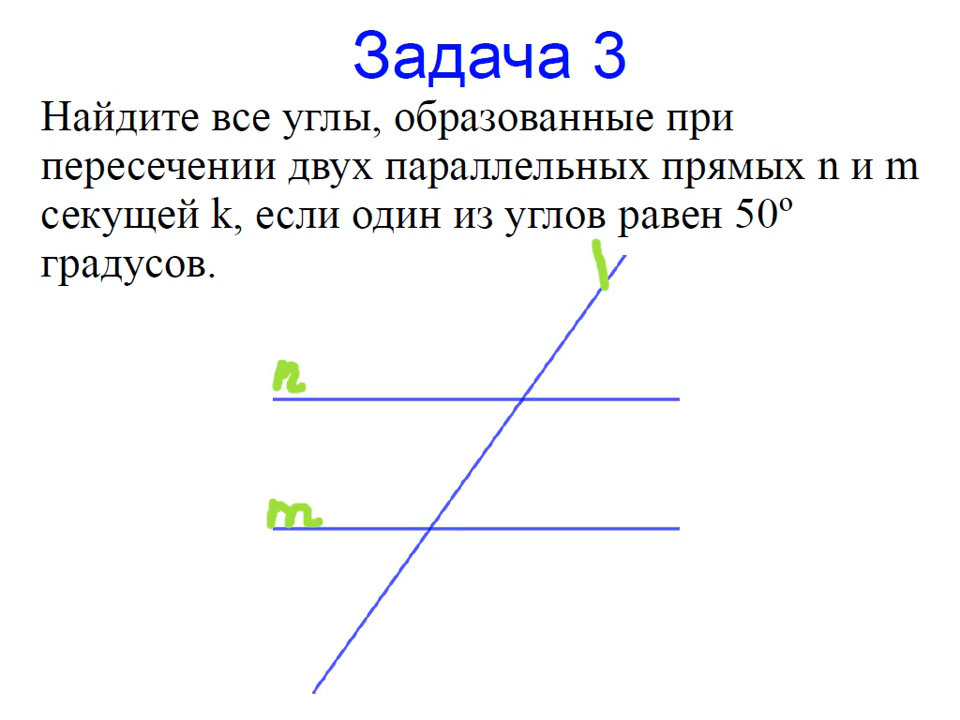 Задача 3
Найдите все углы, образованные при
пересечении двух параллельных прямых n и m
секущей k, если один из углов равен 50º
градусов.
n
m